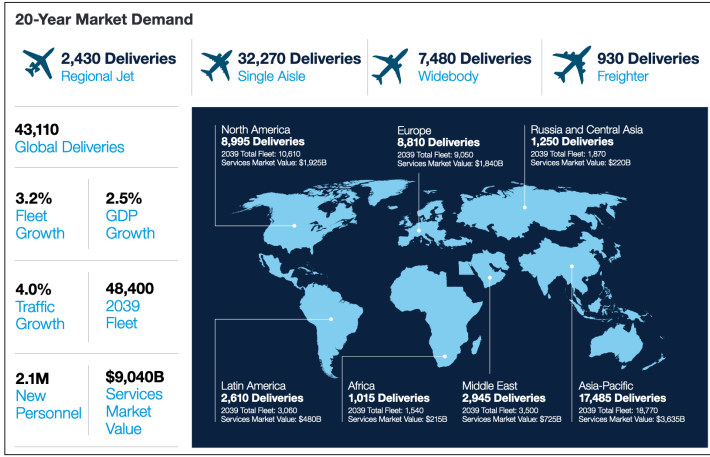 20-Year Market Demand
2,430 Deliveries
Regional Jet
32,270 Deliveries
Single Aisle
7,480 Deliveries
Widebody
930 Deliveries
Freighter
43,110
Global Deliveries
3.2%
Fleet
Growth
2.5%
GDP
Growth
4.0%
Traffic
Growth
48,400
2039
Fleet
2.1M
New
Personnel
$9,040B
Services
Market
Value
North America
8,995 Deliveries
2039 Total Fleet: 10,610
Services Market Value: $1,925B
Europe
8,810 Deliveries
2039 Total Fleet: 9,050
Services Market Value: $1,840B
Russia and Central Asia
1,250 Deliveries
2039 Total Fleet: 1,870
Services Market Value: $220B
Latin America
2,610 Deliveries
2039 Total Fleet: 3,060
Services Market Value: $480B
Africa
1,015 Deliveries
2039 Total Fleet: 1,540
Services Market Value: $215B
Middle East
2,945 Deliveries
2039 Total Fleet: 3,500
Services Market Value: $725B
Asia-Pacific
17,485 Deliveries
2039 Total Fleet: 18,770
Services Market Value: $3,635B